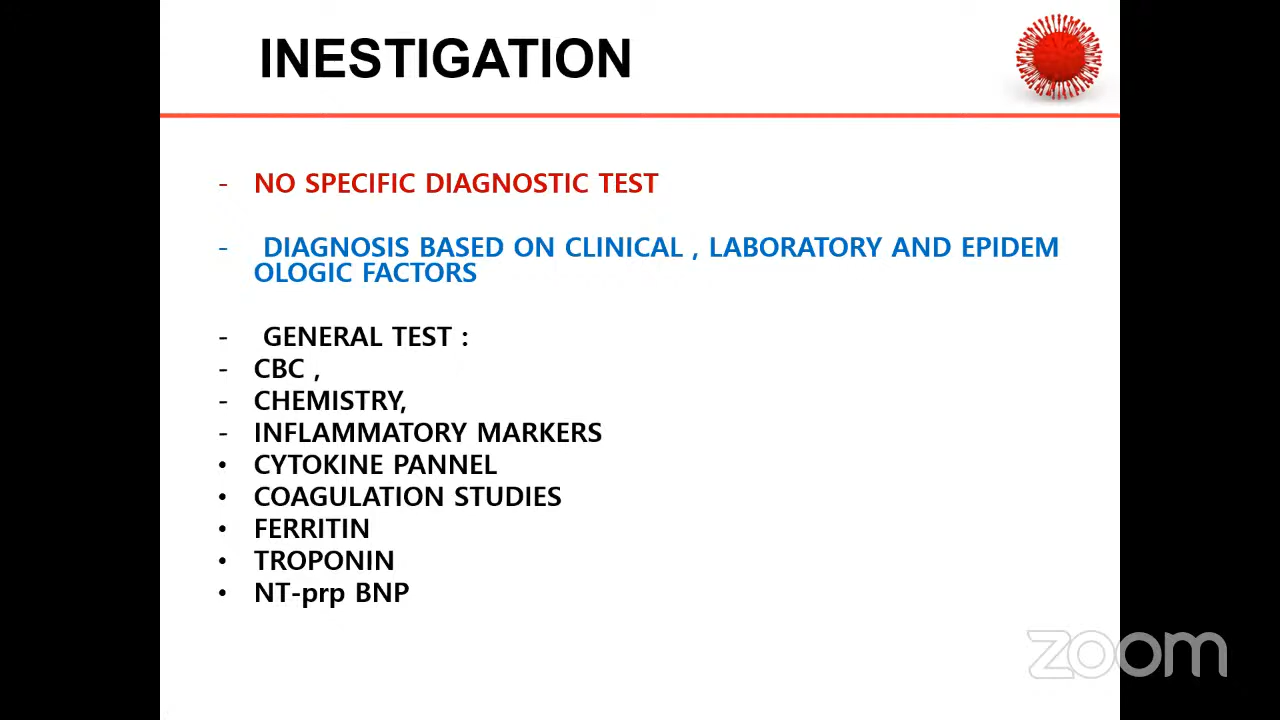 INESTIGATION
- NO SPECIFIC DIAGNOSTIC TEST
- DIAGNOSIS BASED ON CLINICAL , LABORATORY AND EPIDEM
OLOGIC FACTORS
- GENERAL TEST :
- CBC ,
- CHEMISTRY,
- INFLAMMATORY MARKERS
• CYTOKINE PANNEL
• COAGULATION STUDIES
• FERRITIN
• TROPONIN
• NT-prp BNP
zoom